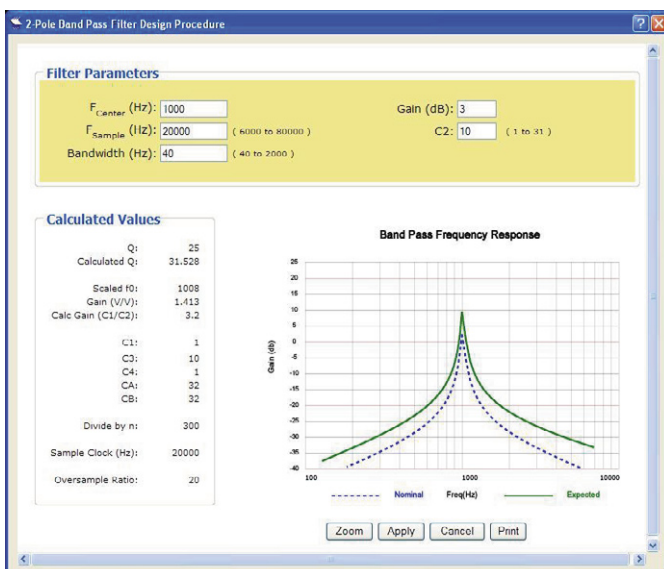 2-Pole Band Pass Filter Design Procedure
Filter Parameters
FCenter (Hz): 1000
Gain (dB): 3
FSample (Hz): 20000 ( 6000 to 80000 )
C2: 10 ( 1 to 31 )
Bandwidth (Hz): 40 ( 40 to 2000 )
Calculated Values
Q: 25
Calculated Q: 31.528
Scaled f0: 1008
Gain (V/V): 1.413
Calc Gain (C1/C2): 3.2
C1: 1
C3: 10
C4: 1
CA: 32
CB: 32
Divide by n: 300
Sample Clock (Hz): 20000
Oversample Ratio: 20
Band Pass Frequency Response
Gain (db)
25
20
15
10
5
0
-5
-10
-15
-20
-25
-30
-35
-40
100 1000 10000
Nominal Freq(Hz) Expected
Zoom Apply Cancel Print